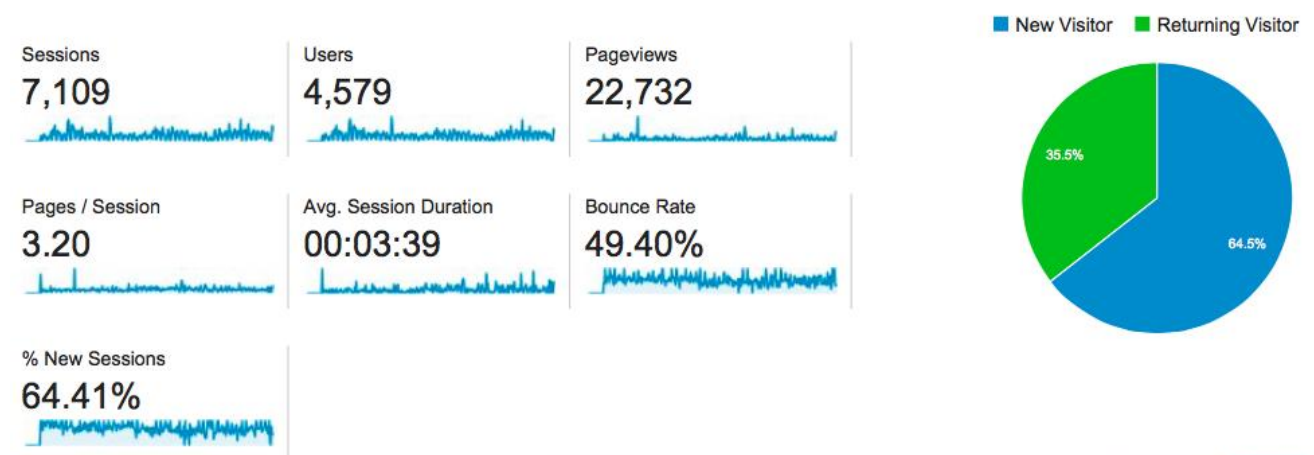 New Visitor Returning Visitor
Sessions Users Pageviews
7,109 4,579 22,732
35.5%
Pages / Session Avg. Session Duration Bounce Rate
3.20 00:03:39 49.40%
64.5%
% New Sessions
64.41%